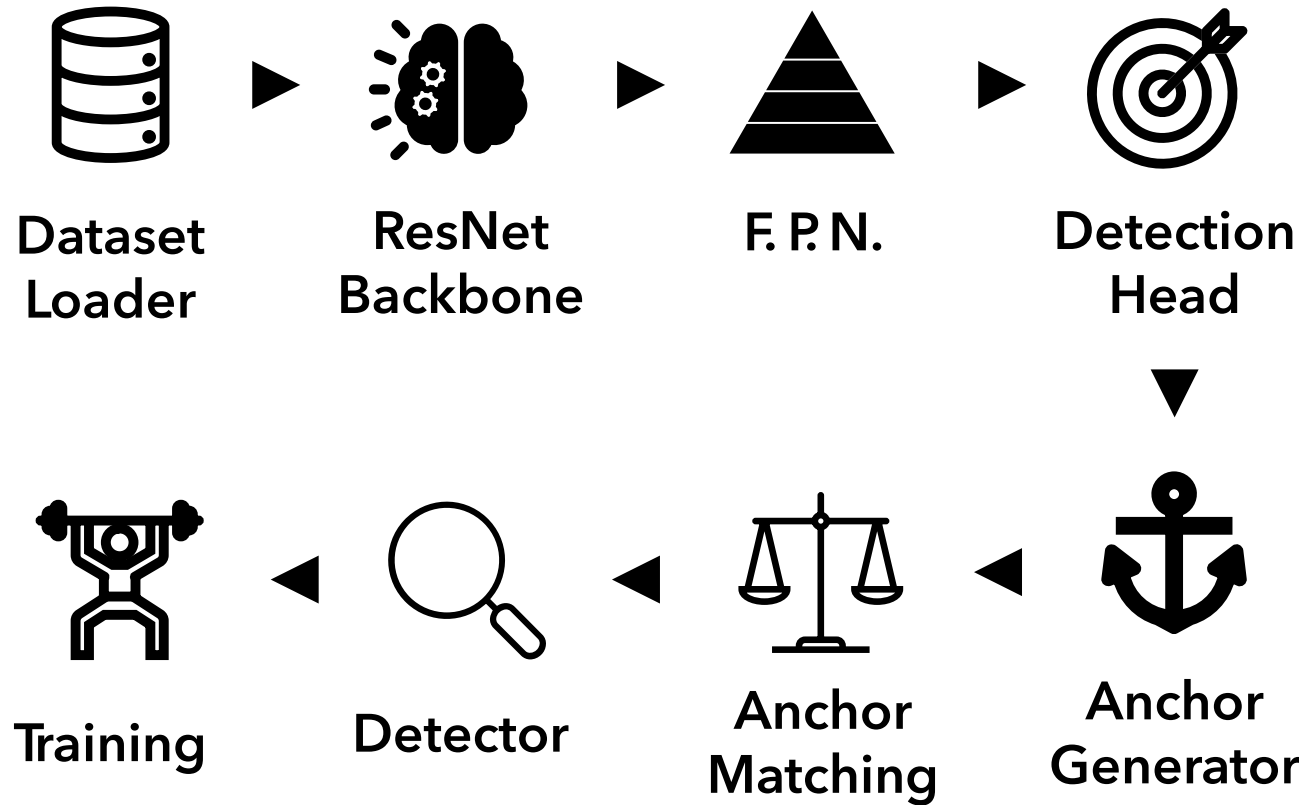 Dataset
Loader
ResNet
Backbone
F. P. N.
Detection
Head
Anchor
Generator
Anchor
Matching
Detector
Training